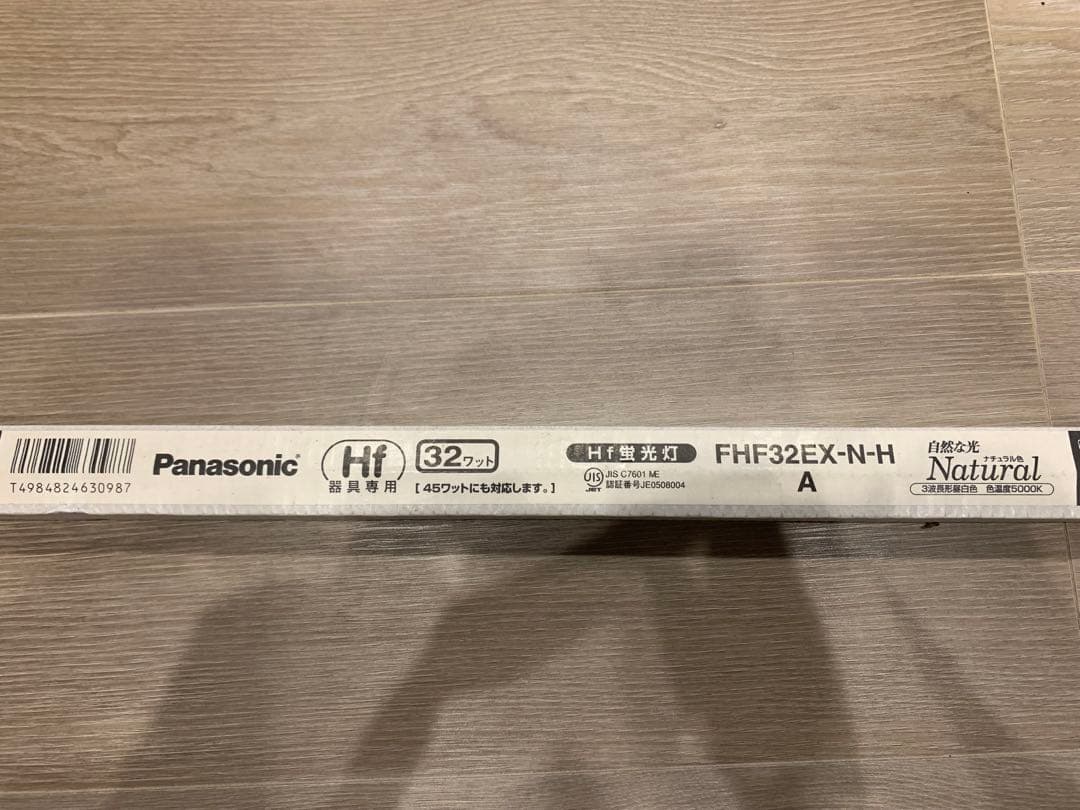 T4984824630987
Panasonic
Hf
器具専用
32ワット
[45ワットにも対応します。]
Hf蛍光灯
JIS
JET
JIS C7601 ME
認証番号JE0508004
FHF32EX-N-H
A
自然な光
ナチュラル色
Natural
3波長形昼白色 色温度5000K